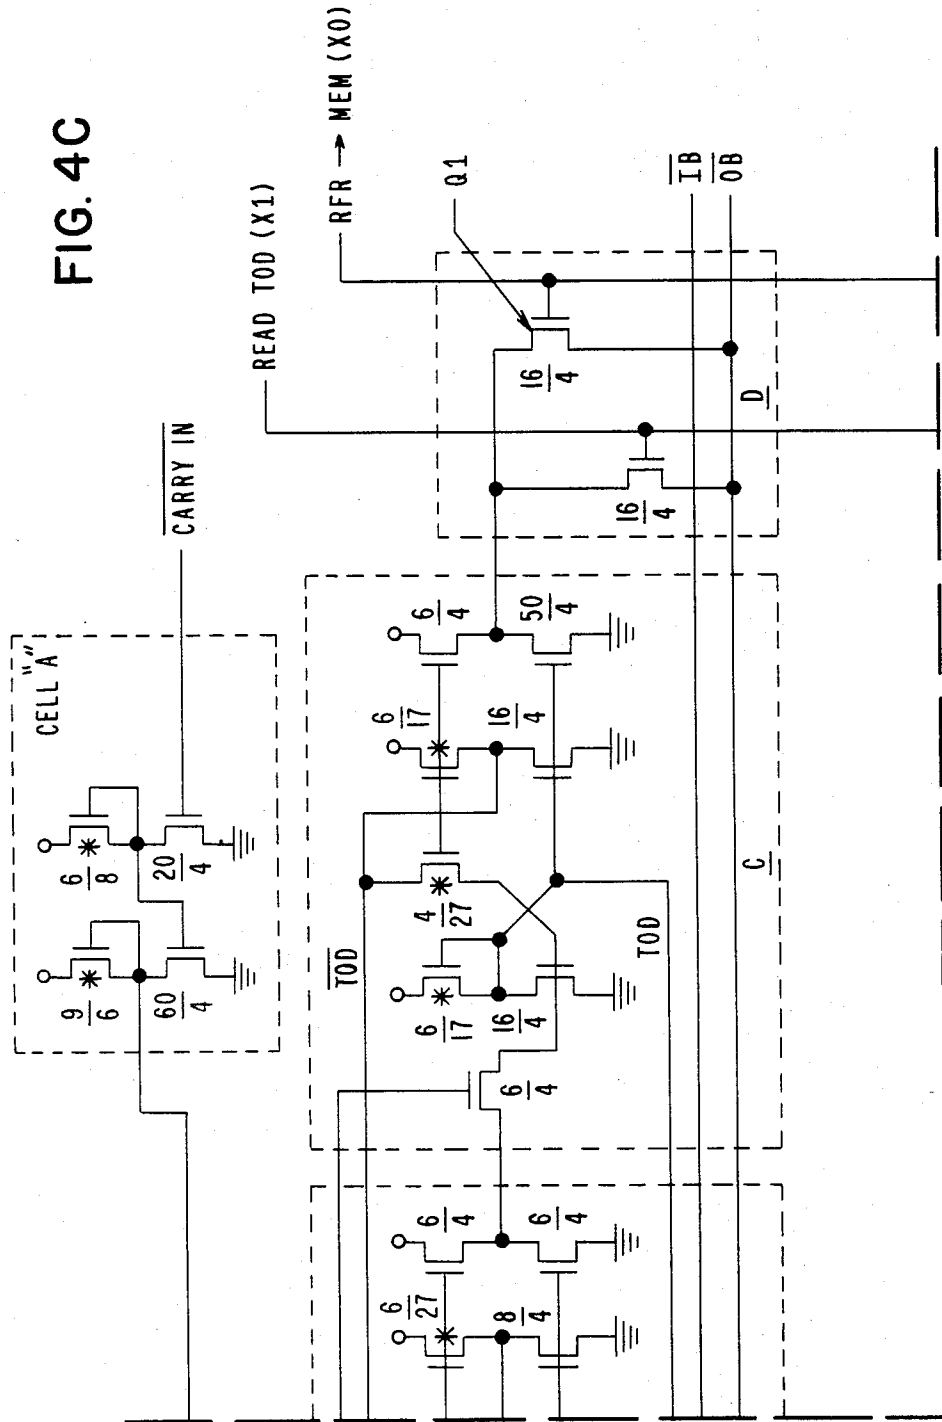 FIG. 4C
RFR → MEM (X0)
READ TOD (X1)
Q1
CARRY IN
IB
OB
CELL "A"
6/8
20/4
9/6
60/4
16/4
16/4
D
6/4
50/4
6/17
16/4
4/27
TOD
6/17
16/4
TOD
6/4
C
6/4
6/4
6/27
8/4